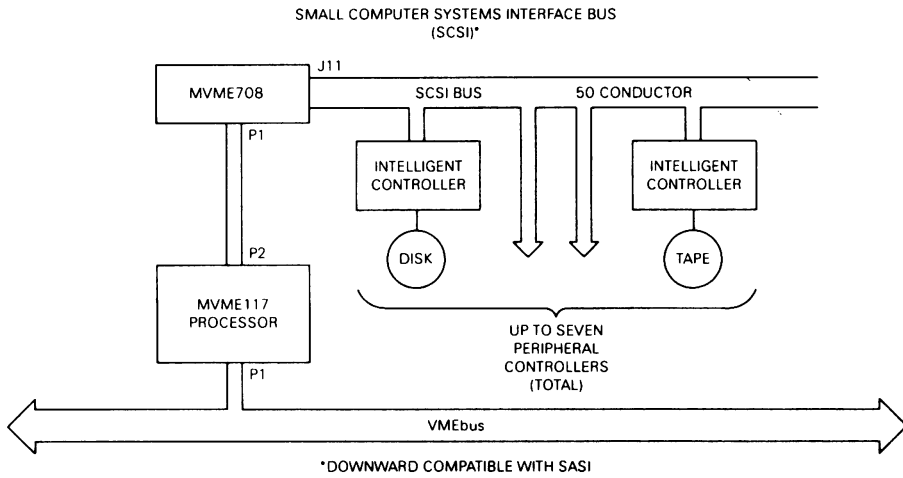 SMALL COMPUTER SYSTEMS INTERFACE BUS
(SCSI)*
J11
MVME708
SCSI BUS
50 CONDUCTOR
P1
INTELLIGENT
CONTROLLER
INTELLIGENT
CONTROLLER
P2
DISK
TAPE
MVME117
PROCESSOR
UP TO SEVEN
PERIPHERAL
CONTROLLERS
(TOTAL)
P1
VMEbus
*DOWNWARD COMPATIBLE WITH SASI